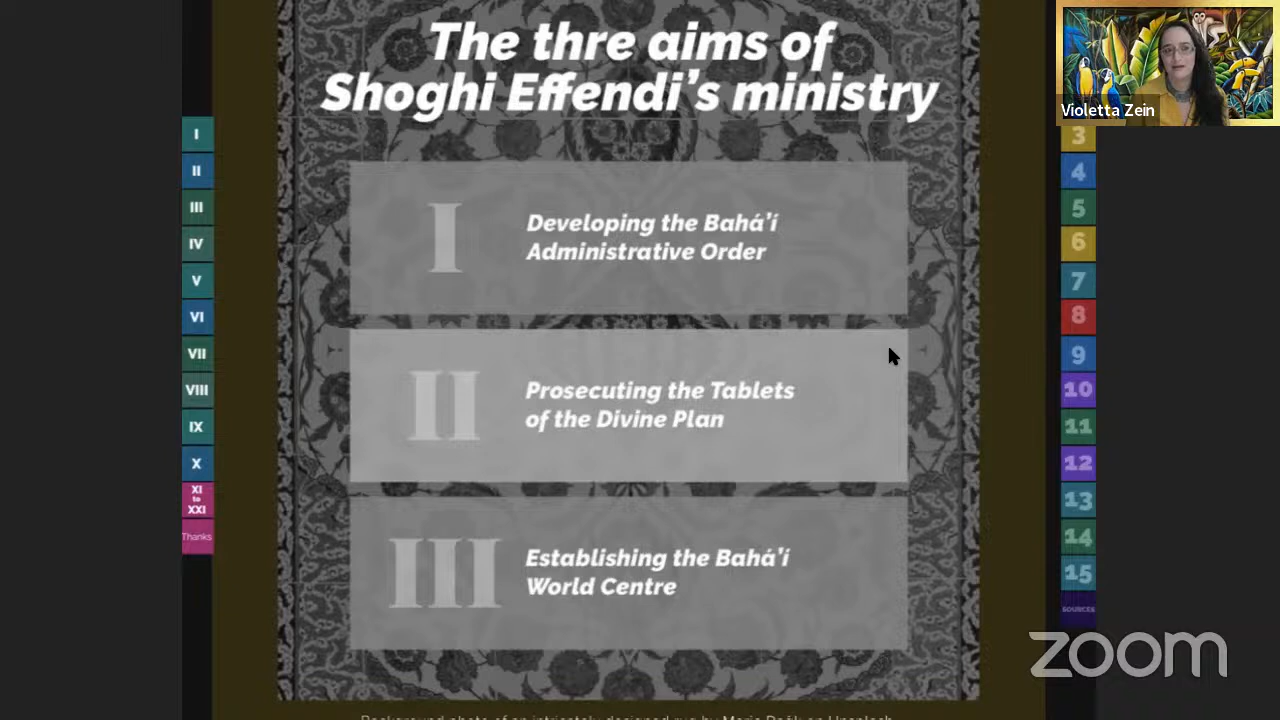 The thre aims of
Shoghi Effendi's ministry
Violetta Zein
I
II
III
IV
V
VI
VII
VIII
IX
X
XI
to
XXI
Thanks
I
Developing the Bahá'í
Administrative Order
II
Prosecuting the Tablets
of the Divine Plan
III
Establishing the Bahá'í
World Centre
3
4
5
6
7
8
9
10
11
12
13
14
15
SOURCES
zoom